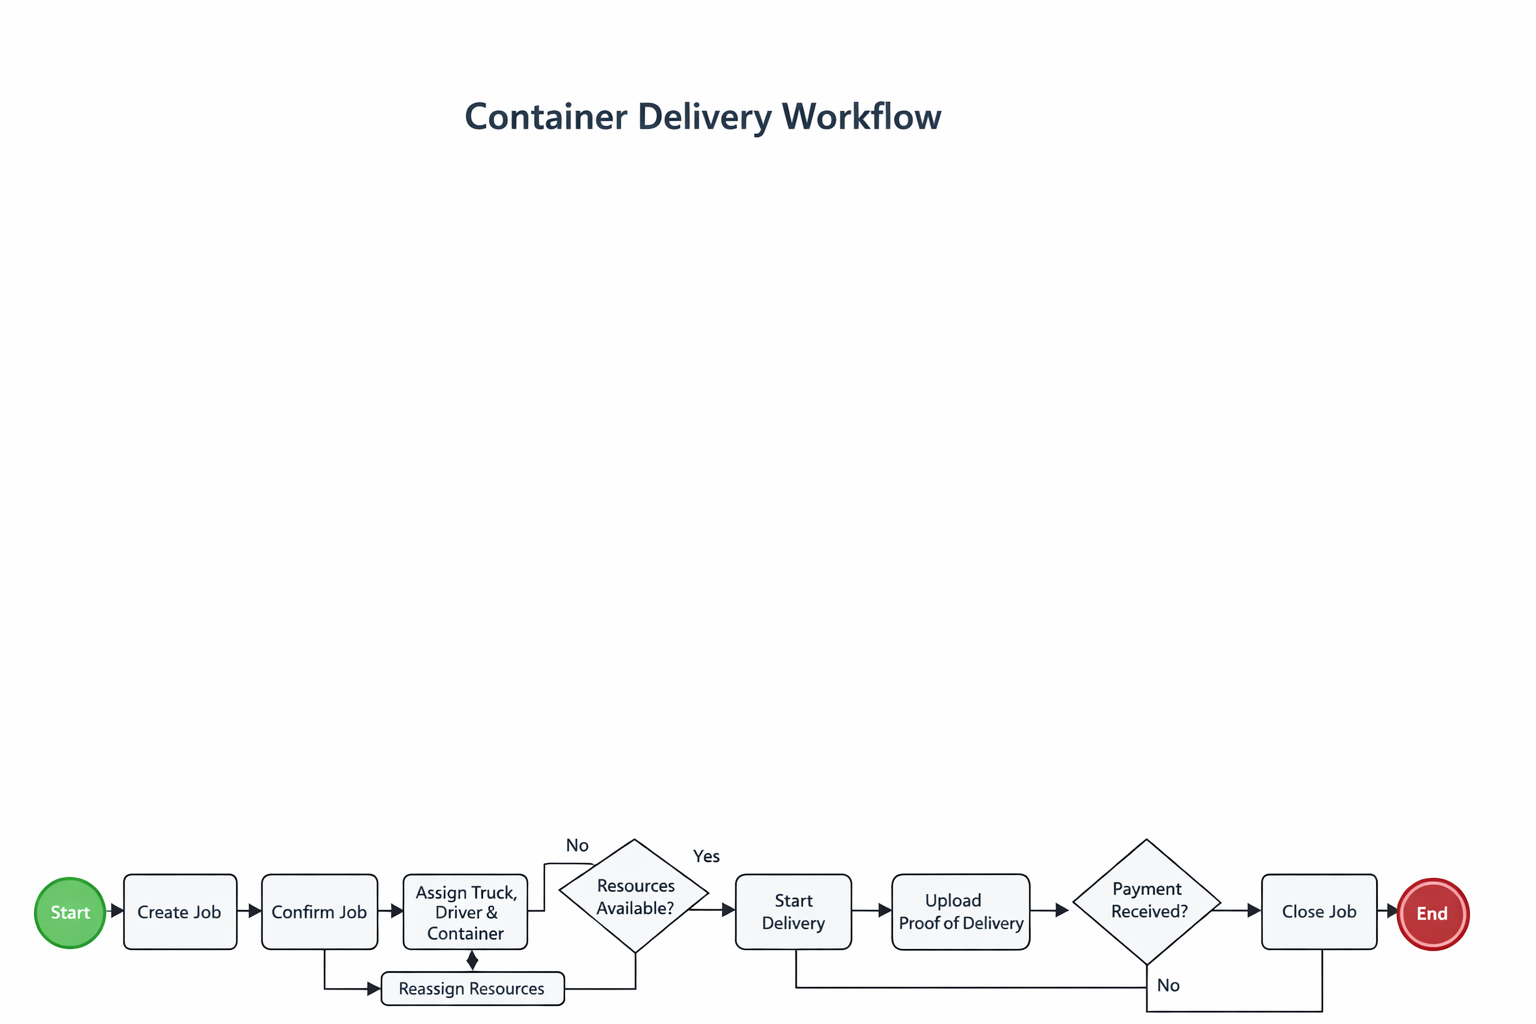 Container Delivery Workflow
Start
Create Job
Confirm Job
Assign Truck,
Driver &
Container
Reassign Resources
No
Resources
Available?
Yes
Start
Delivery
Upload
Proof of Delivery
Payment
Received?
No
Close Job
End